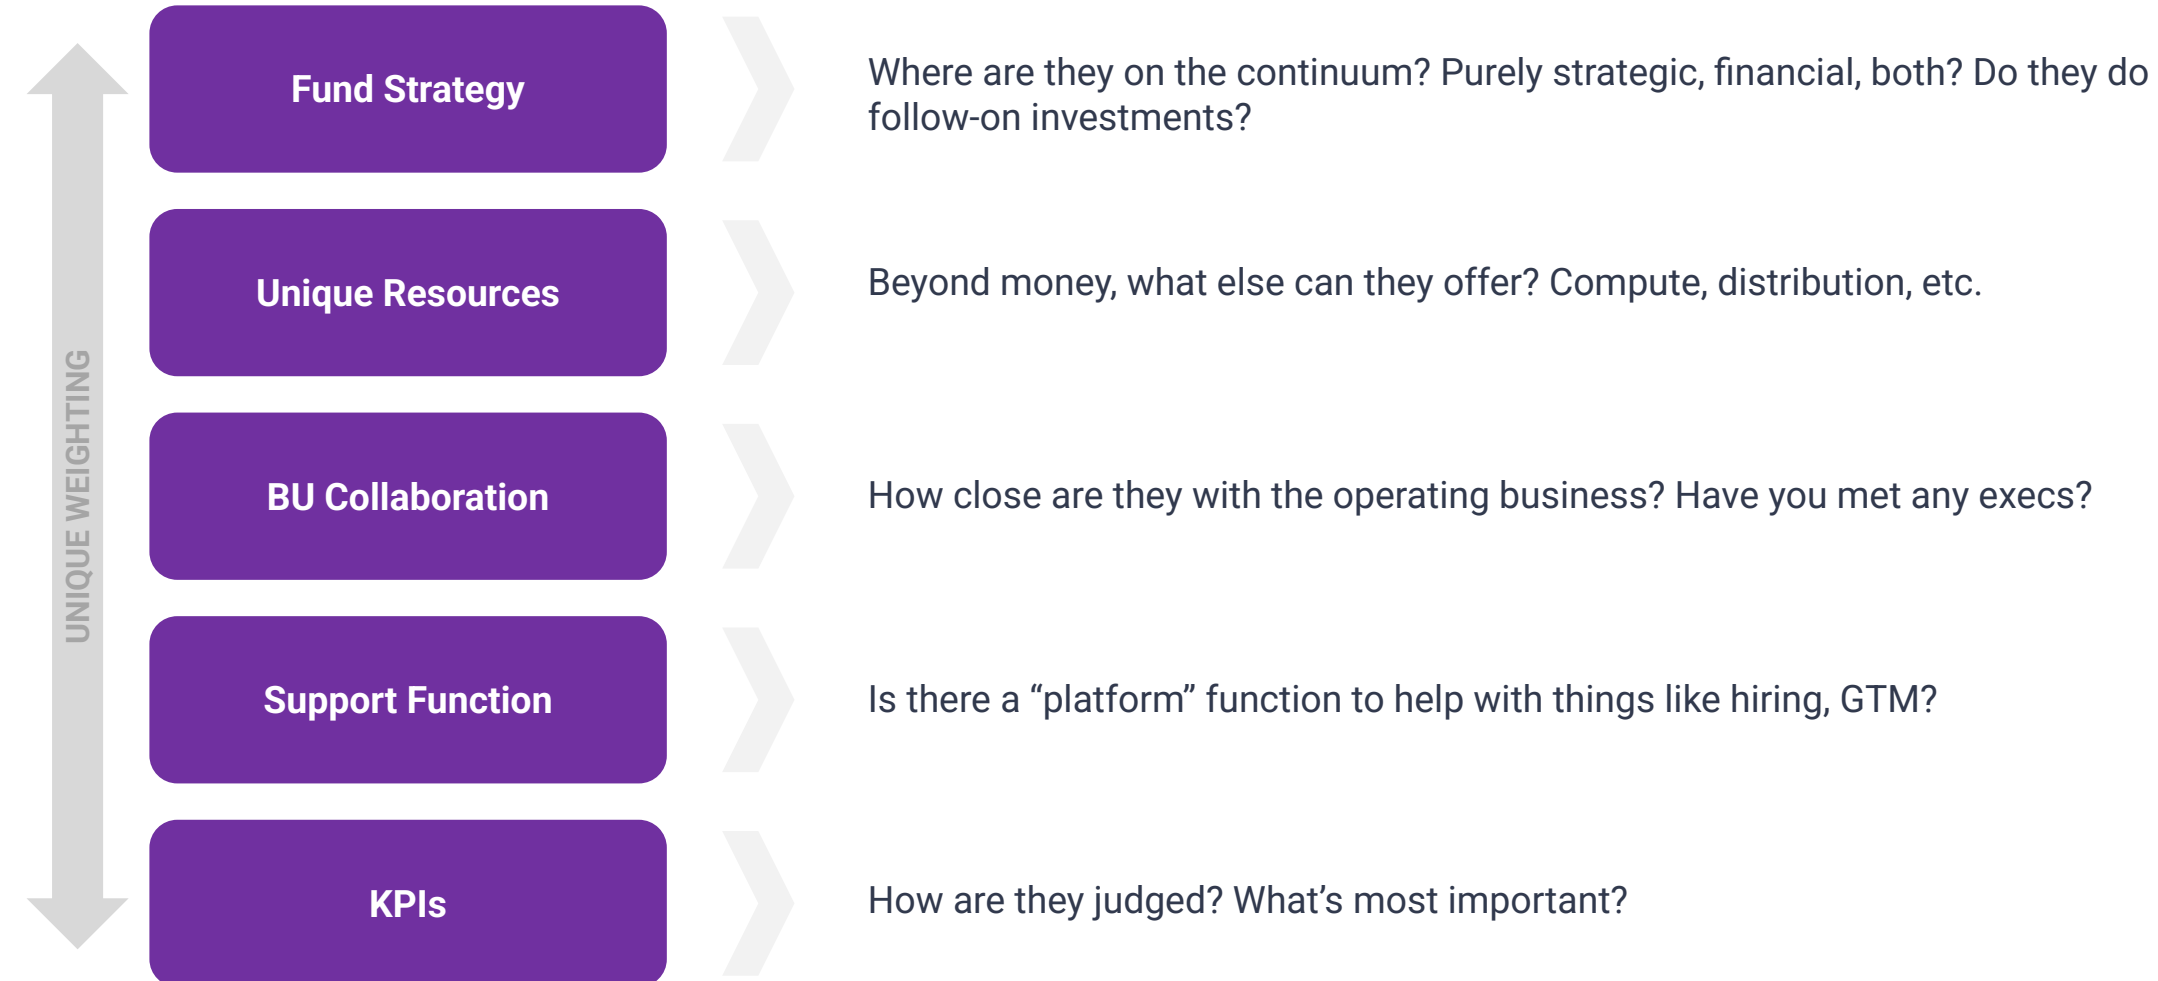 Fund Strategy
Where are they on the continuum? Purely strategic, financial, both? Do they do
follow-on investments?
Unique Resources
Beyond money, what else can they offer? Compute, distribution, etc.
UNIQUE WEIGHTING
BU Collaboration
How close are they with the operating business? Have you met any execs?
Support Function
Is there a “platform” function to help with things like hiring, GTM?
KPIs
How are they judged? What’s most important?